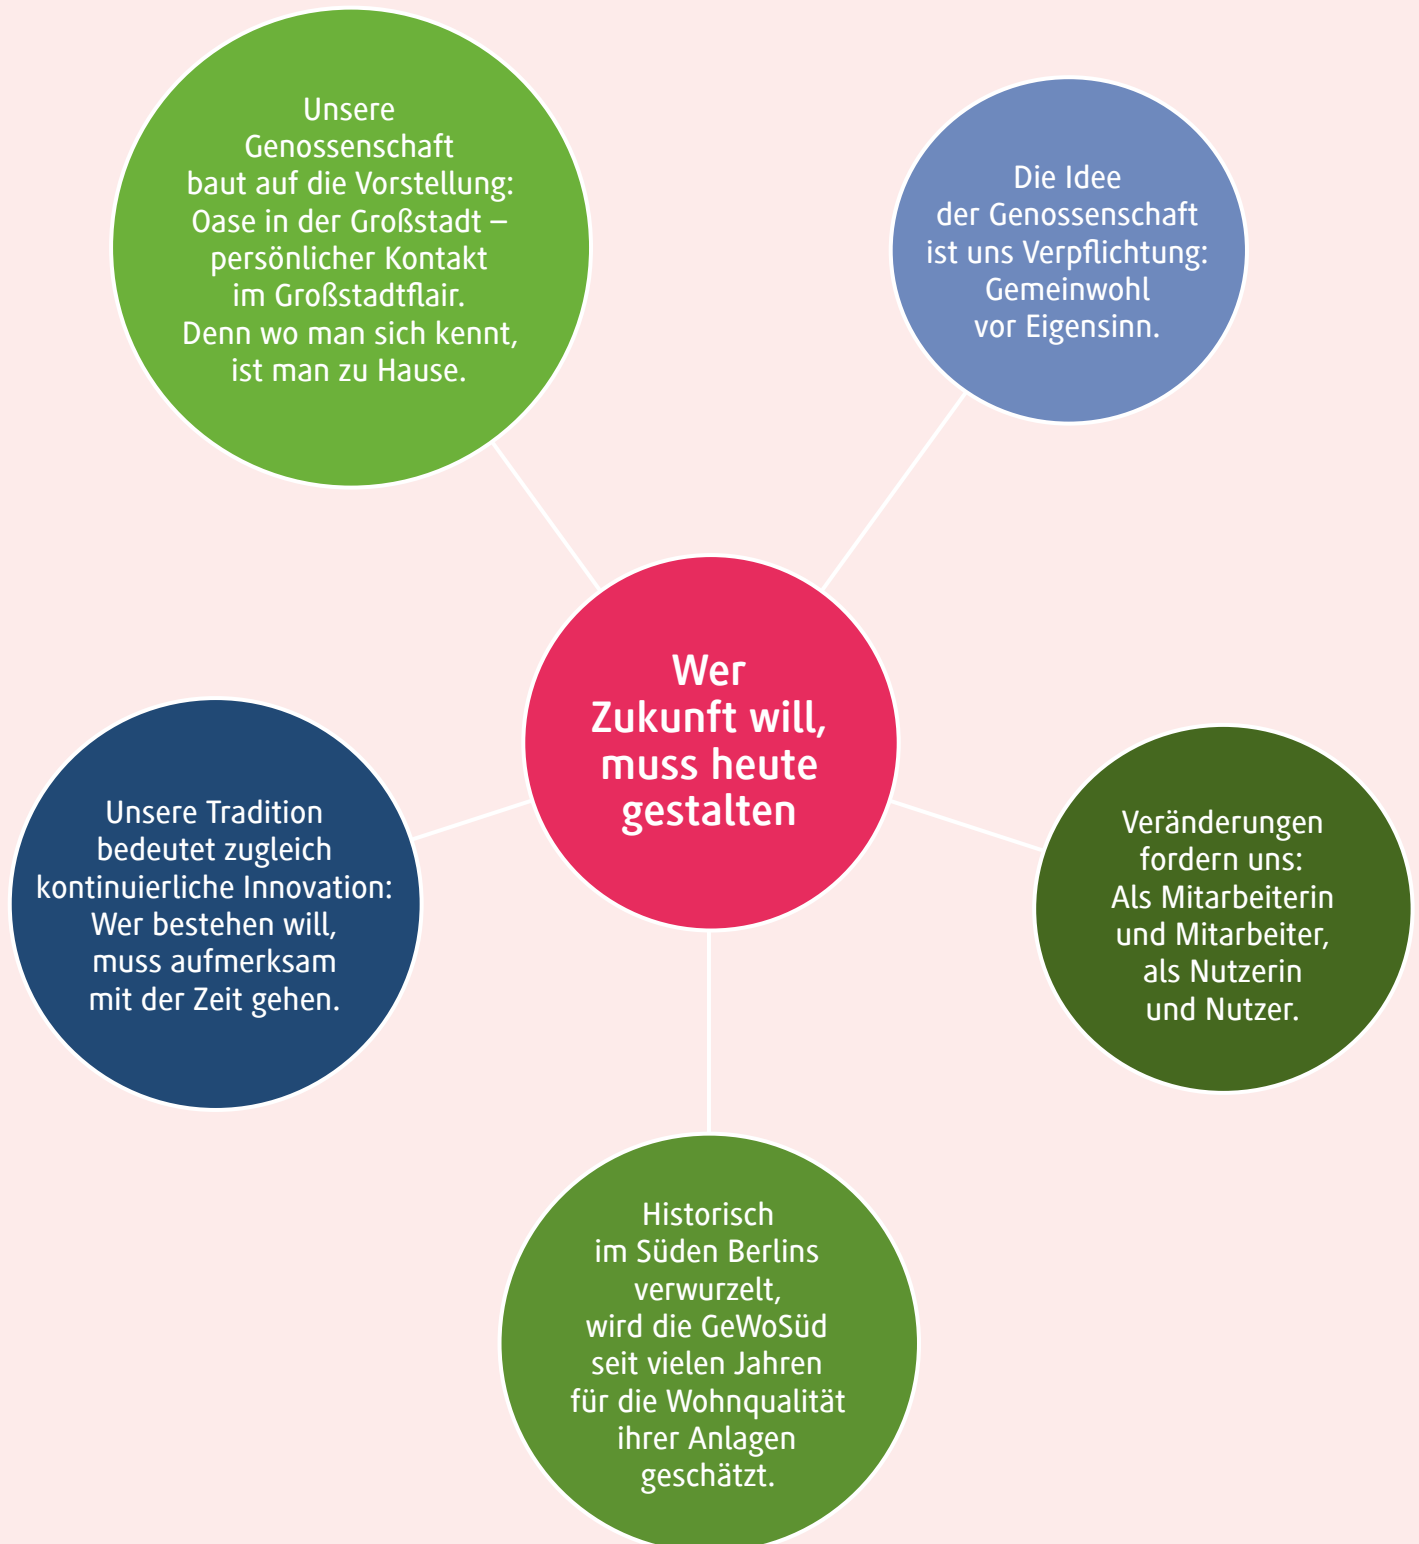 Unsere
Genossenschaft
baut auf die Vorstellung:
Oase in der Großstadt –
persönlicher Kontakt
im Großstadtflair.
Denn wo man sich kennt,
ist man zu Hause.
Die Idee
der Genossenschaft
ist uns Verpflichtung:
Gemeinwohl
vor Eigensinn.
Wer
Zukunft will,
muss heute
gestalten
Unsere Tradition
bedeutet zugleich
kontinuierliche Innovation:
Wer bestehen will,
muss aufmerksam
mit der Zeit gehen.
Veränderungen
fordern uns:
Als Mitarbeiterin
und Mitarbeiter,
als Nutzerin
und Nutzer.
Historisch
im Süden Berlins
verwurzelt,
wird die GeWoSüd
seit vielen Jahren
für die Wohnqualität
ihrer Anlagen
geschätzt.